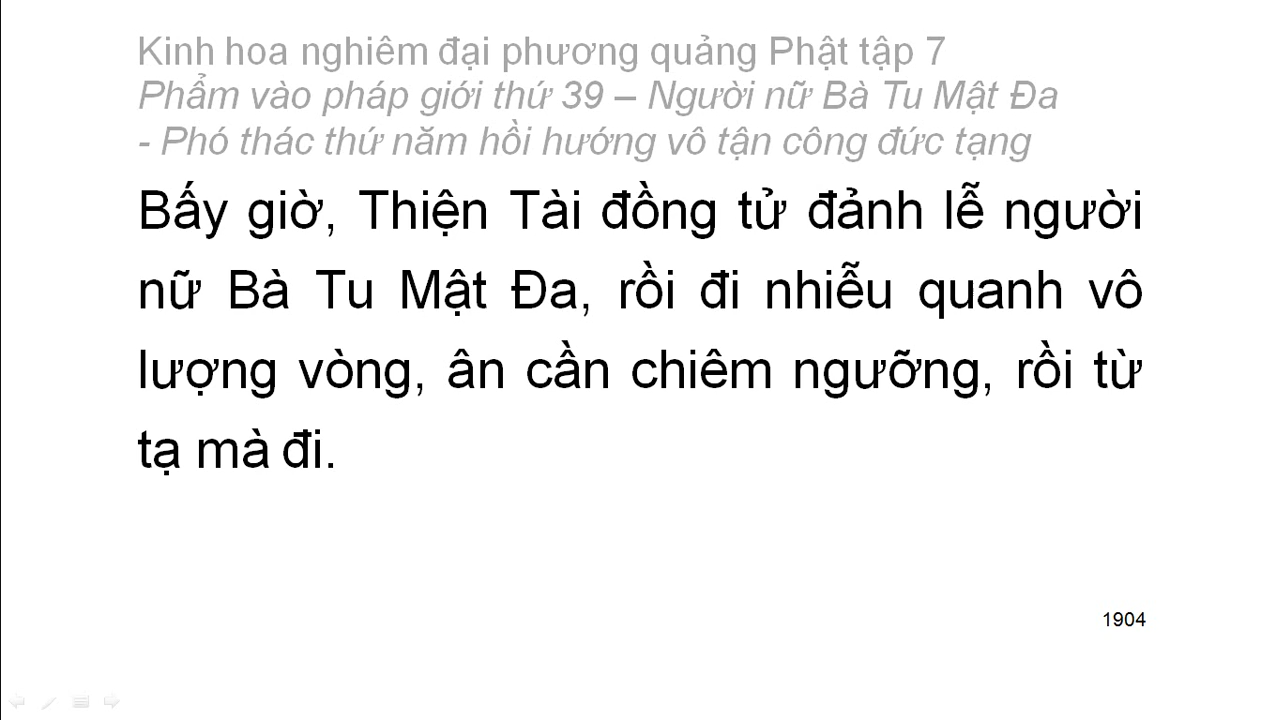 Kinh hoa nghiêm đại phương quảng Phật tập 7
Phẩm vào pháp giới thứ 39 – Người nữ Bà Tu Mật Đa
- Phó thác thứ năm hồi hướng vô tận công đức tạng
Bấy giờ, Thiện Tài đồng tử đảnh lễ người
nữ Bà Tu Mật Đa, rồi đi nhiễu quanh vô
lượng vòng, ân cần chiêm ngưỡng, rồi từ
tạ mà đi.
1904